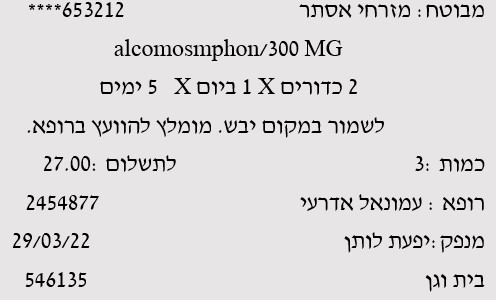 מבוטח: מזרחי אסתר 653212****
alcomosmphon/300 MG
2 כדורים X 1 ביום X 5 ימים
לשמור במקום יבש. מומלץ להוועץ ברופא.
כמות :3 לתשלום :27.00
רופא : עמונאל אדרעי 2454877
מנפק:יפעת לותן 29/03/22
בית וגן 546135